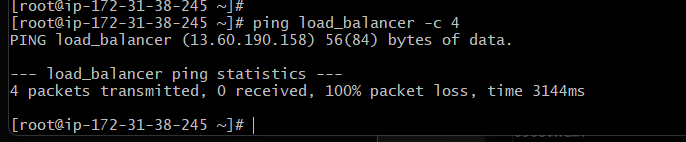 [root@ip-172-31-38-245 ~]#
[root@ip-172-31-38-245 ~]# ping load_balancer -c 4
PING load_balancer (13.60.190.158) 56(84) bytes of data.

--- load_balancer ping statistics ---
4 packets transmitted, 0 received, 100% packet loss, time 3144ms

[root@ip-172-31-38-245 ~]#